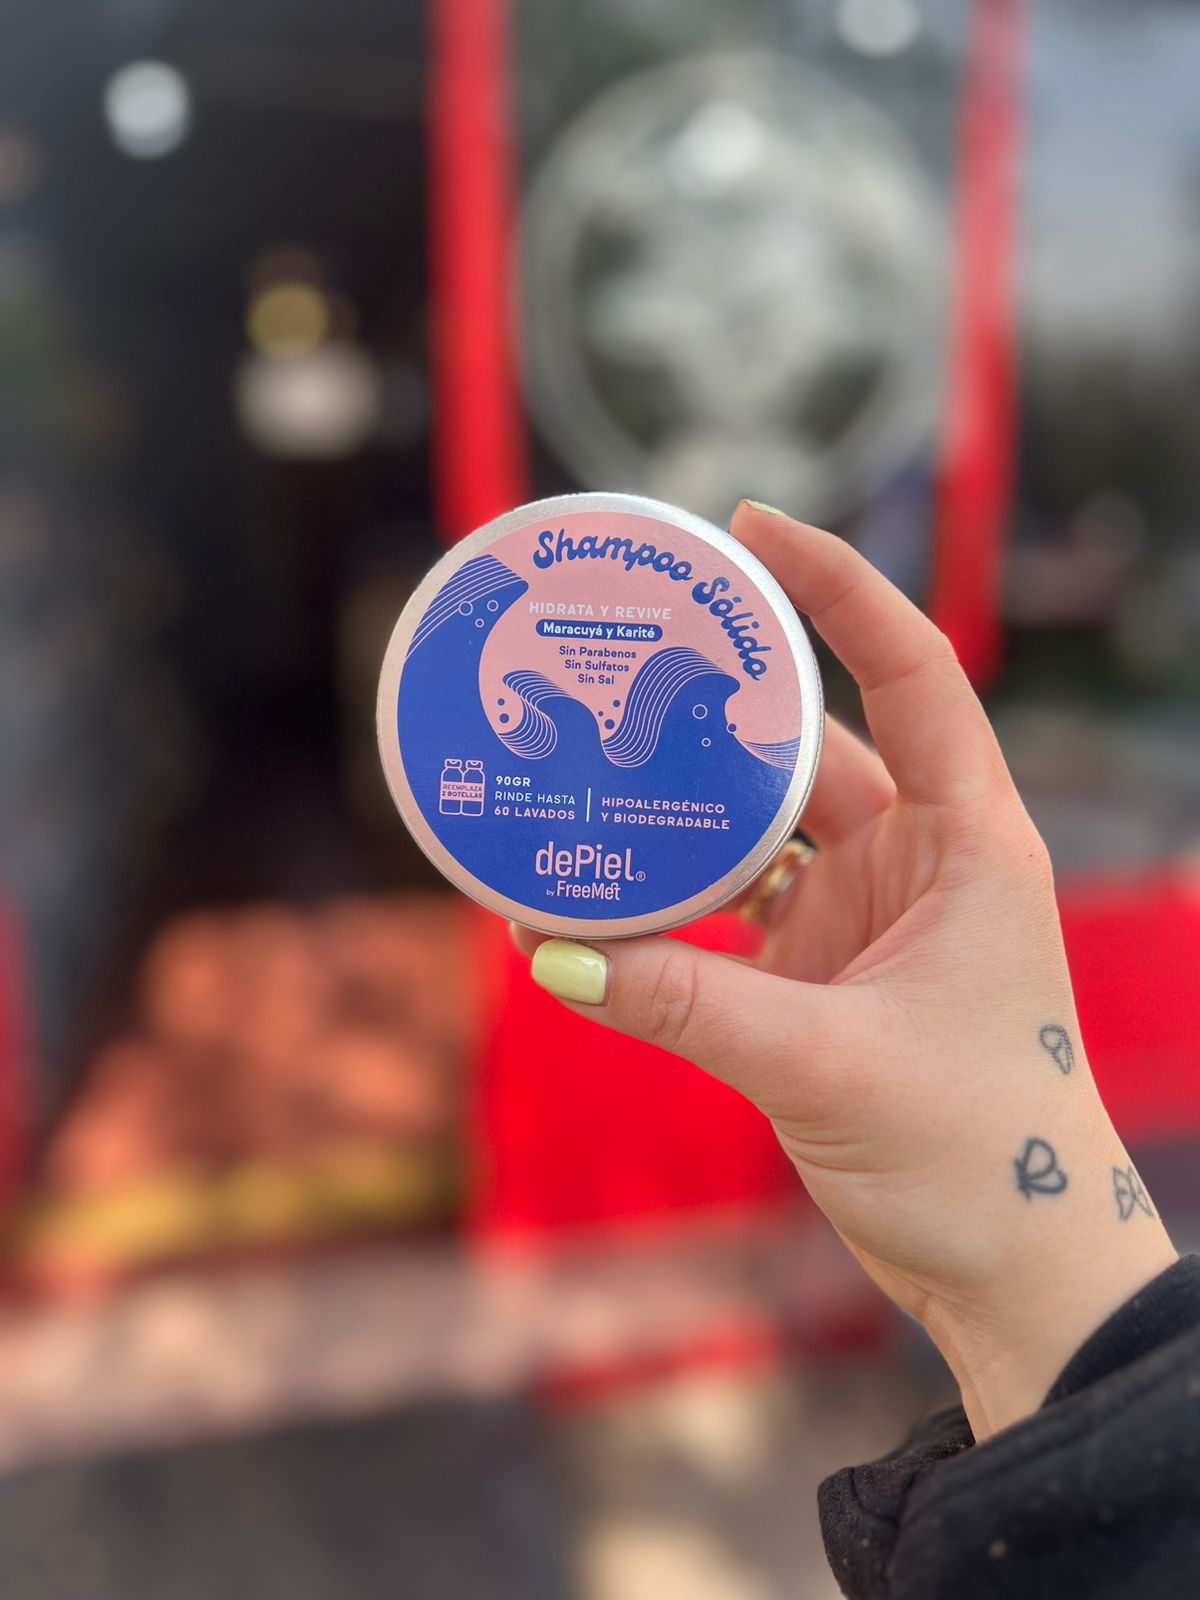 Shampoo Sólido
HIDRATA Y REVIVE
Maracuyá y Karité
Sin Parabenos
Sin Sulfatos
Sin Sal
REEMPLAZA
2 BOTELLAS
90GR
RINDE HASTA
60 LAVADOS
HIPOALERGÉNICO
Y BIODEGRADABLE
dePiel®
by FreeMet